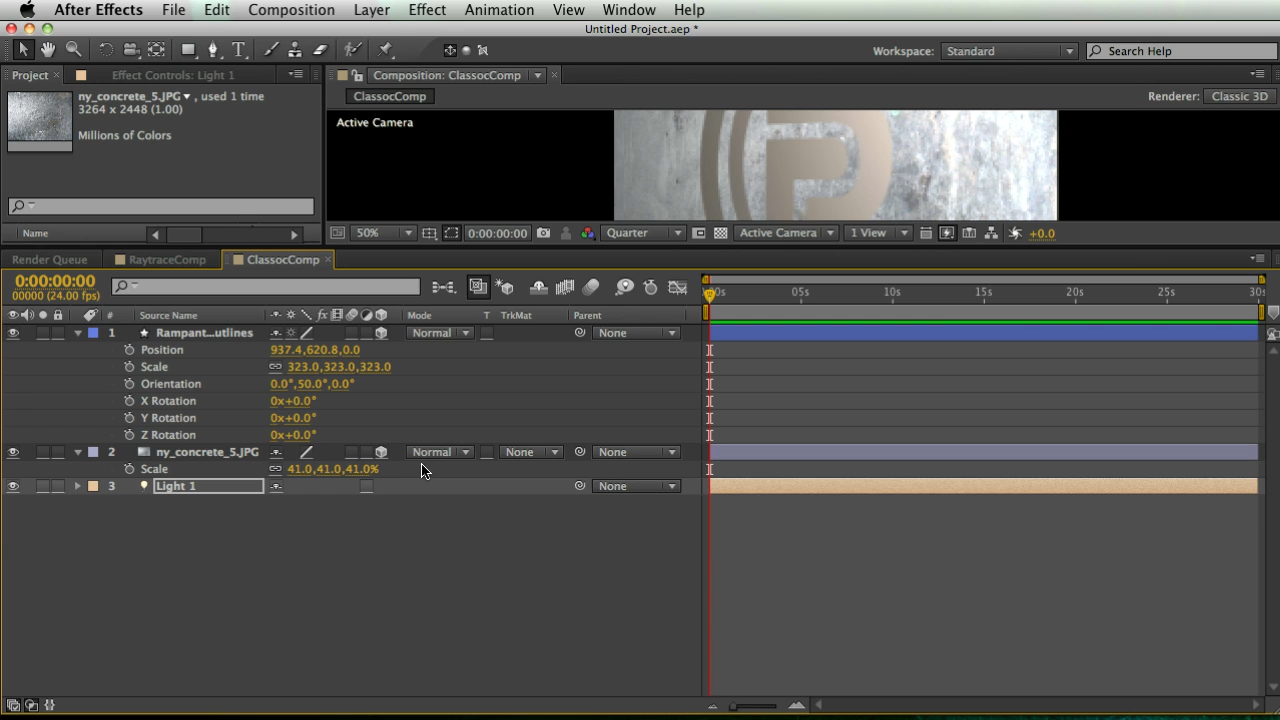 After Effects File Edit Composition Layer Effect Animation View Window Help
Untitled Project.aep *
Workspace: Standard Search Help
Project Effect Controls: Light 1 Composition: ClassocComp
ny_concrete_5.JPG , used 1 time
3264 x 2448 (1.00)
Millions of Colors
ClassocComp Renderer: Classic 3D
Active Camera
P
Name
50% 0:00:00:00 Quarter Active Camera 1 View +0.0
Render Queue RaytraceComp ClassocComp
0:00:00:00
00000 (24.00 fps)
# Source Name Mode T TrkMat Parent
05s 10s 15s 20s 25s 30s
1 Rampant...utlines Normal None
Position 937.4,620.8,0.0
Scale 323.0,323.0,323.0
Orientation 0.0°,50.0°,0.0°
X Rotation 0x+0.0°
Y Rotation 0x+0.0°
Z Rotation 0x+0.0°
2 ny_concrete_5.JPG Normal None None
Scale 41.0,41.0,41.0%
3 Light 1 None